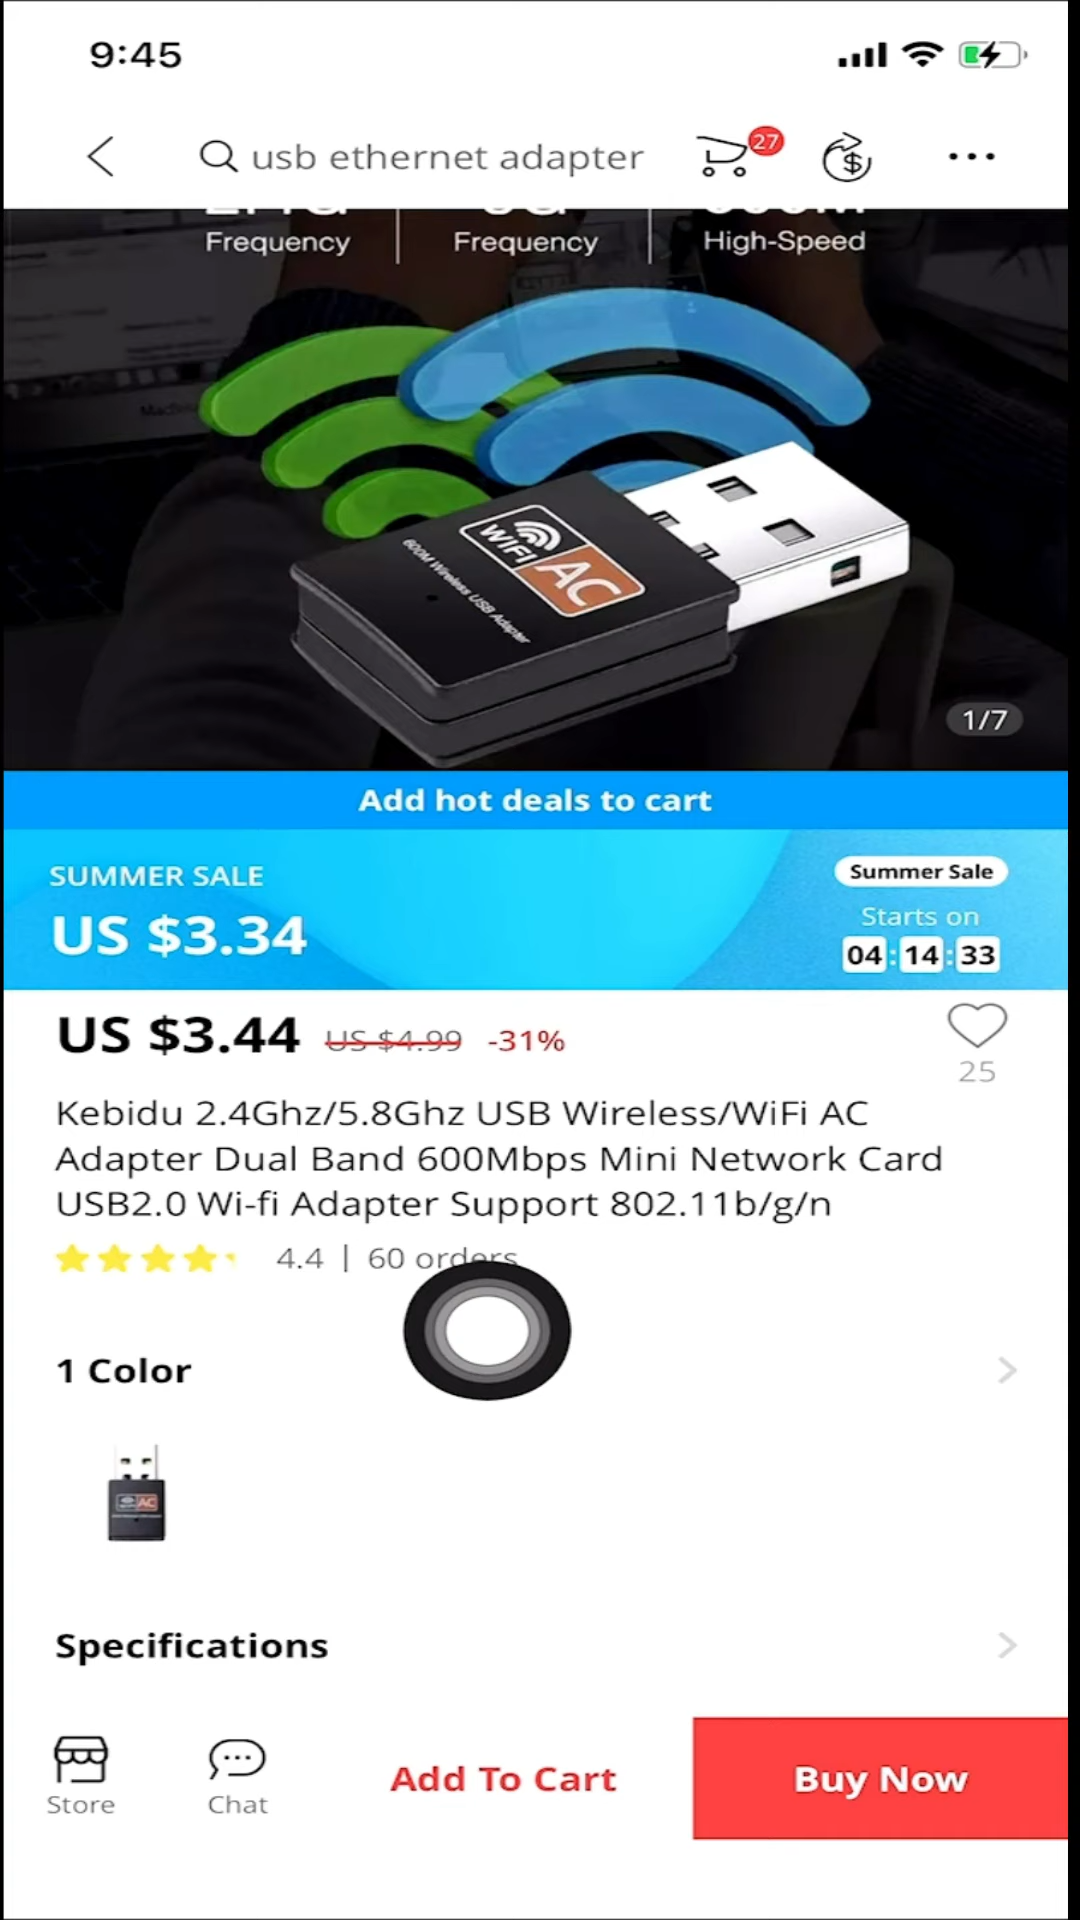 9:45
usb ethernet adapter
27
Frequency
Frequency
High-Speed
WiFi
AC
600M Wireless USB Adapter
1/7
Add hot deals to cart
SUMMER SALE
Summer Sale
US $3.34
Starts on
04:14:33
US $3.44 US $4.99 -31%
25
Kebidu 2.4Ghz/5.8Ghz USB Wireless/WiFi AC
Adapter Dual Band 600Mbps Mini Network Card
USB2.0 Wi-fi Adapter Support 802.11b/g/n
4.4 | 60 orders
1 Color
AC
Specifications
Store
Chat
Add To Cart
Buy Now